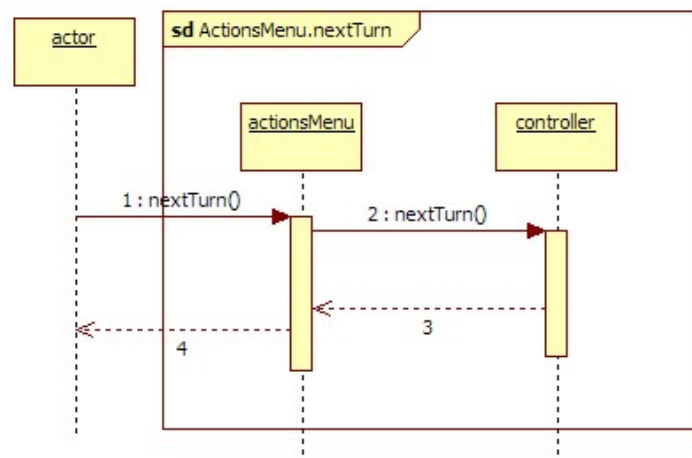 actor
sd ActionsMenu.nextTurn
actionsMenu
controller
1 : nextTurn()
2 : nextTurn()
3
4